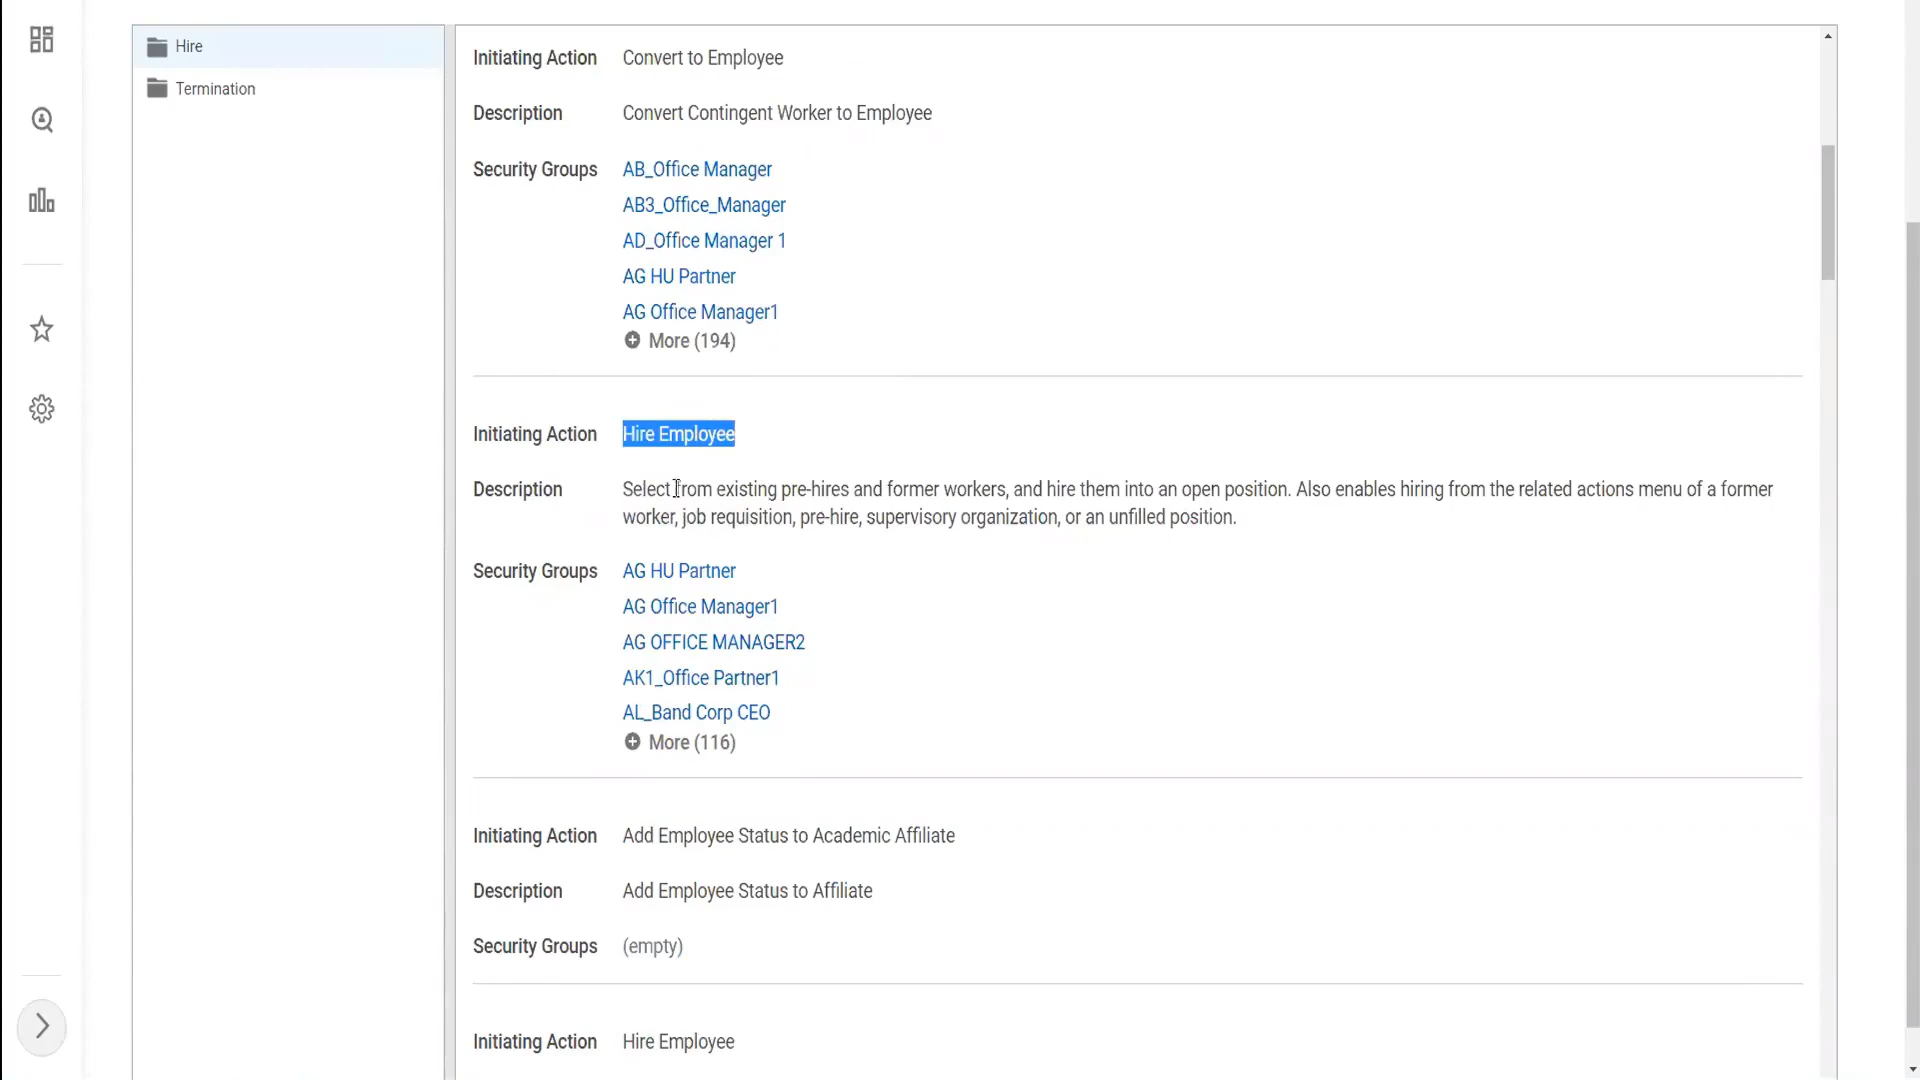 Hire
Termination
Initiating Action Convert to Employee
Description Convert Contingent Worker to Employee
Security Groups AB_Office Manager
AB3_Office_Manager
AD_Office Manager 1
AG HU Partner
AG Office Manager1
More (194)
Initiating Action Hire Employee
Description Select from existing pre-hires and former workers, and hire them into an open position. Also enables hiring from the related actions menu of a former
worker, job requisition, pre-hire, supervisory organization, or an unfilled position.
Security Groups AG HU Partner
AG Office Manager1
AG OFFICE MANAGER2
AK1_Office Partner1
AL_Band Corp CEO
More (116)
Initiating Action Add Employee Status to Academic Affiliate
Description Add Employee Status to Affiliate
Security Groups (empty)
Initiating Action Hire Employee